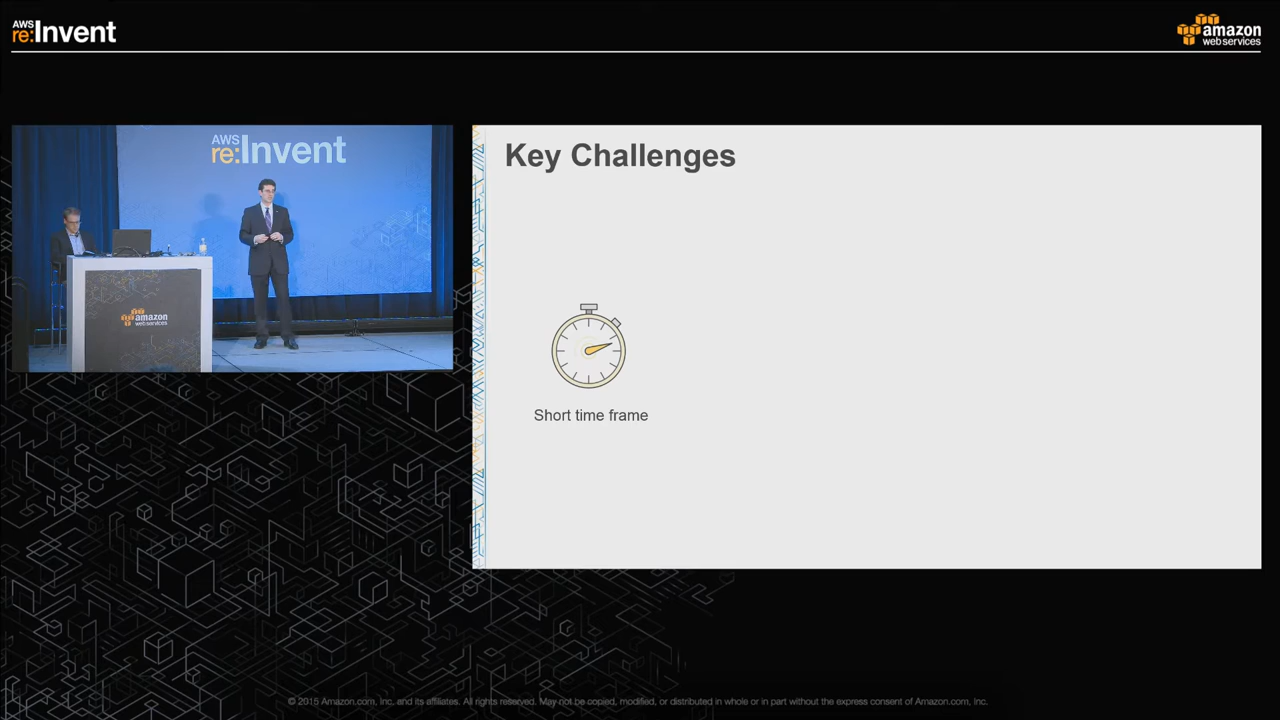 AWS
re:Invent
amazon
web services
AWS
re:Invent
amazon
web services
Key Challenges
Short time frame
© 2015 Amazon.com, Inc, and its affiliates. All rights reserved. May not be copied, modified, or distributed in whole or in part without the express consent of Amazon.com, Inc.